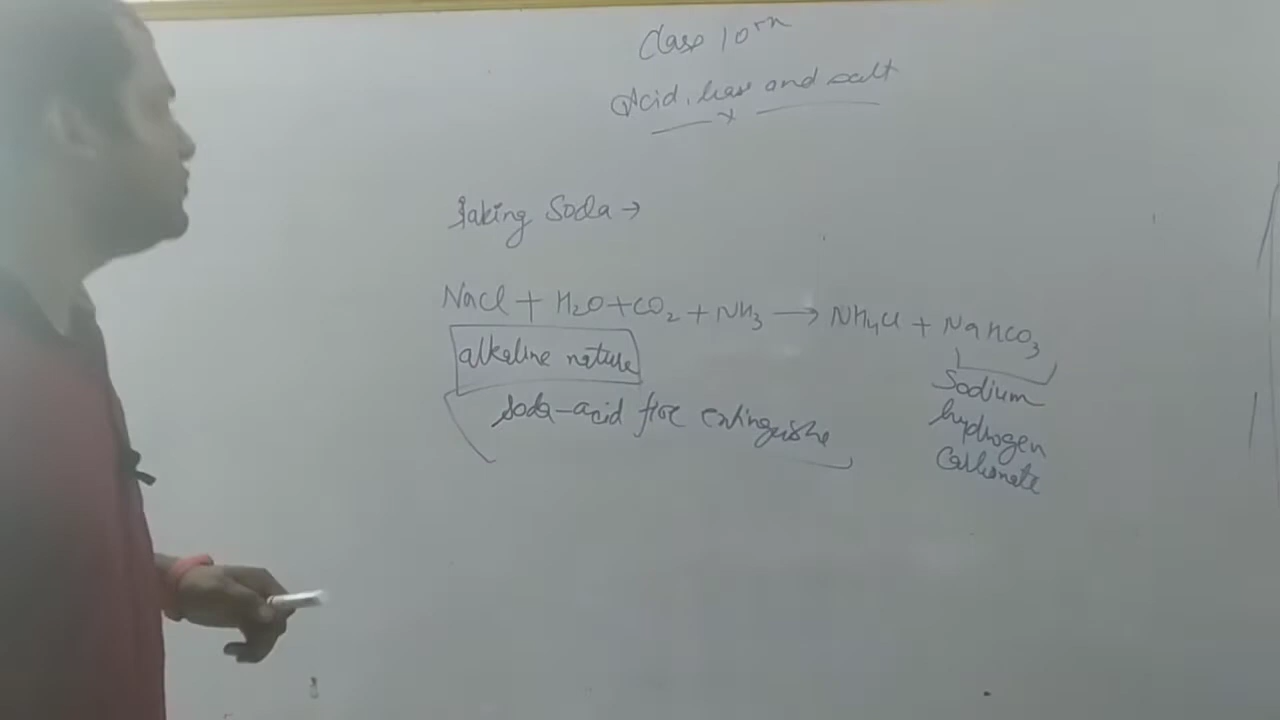 Class 10th
Acid, base and salt
Baking Soda →
NaCl + H₂O + CO₂ + NH₃ → NH₄Cl + NaHCO₃
alkaline nature
Soda-acid fire extinguishe
Sodium
hydrogen
Carbonate